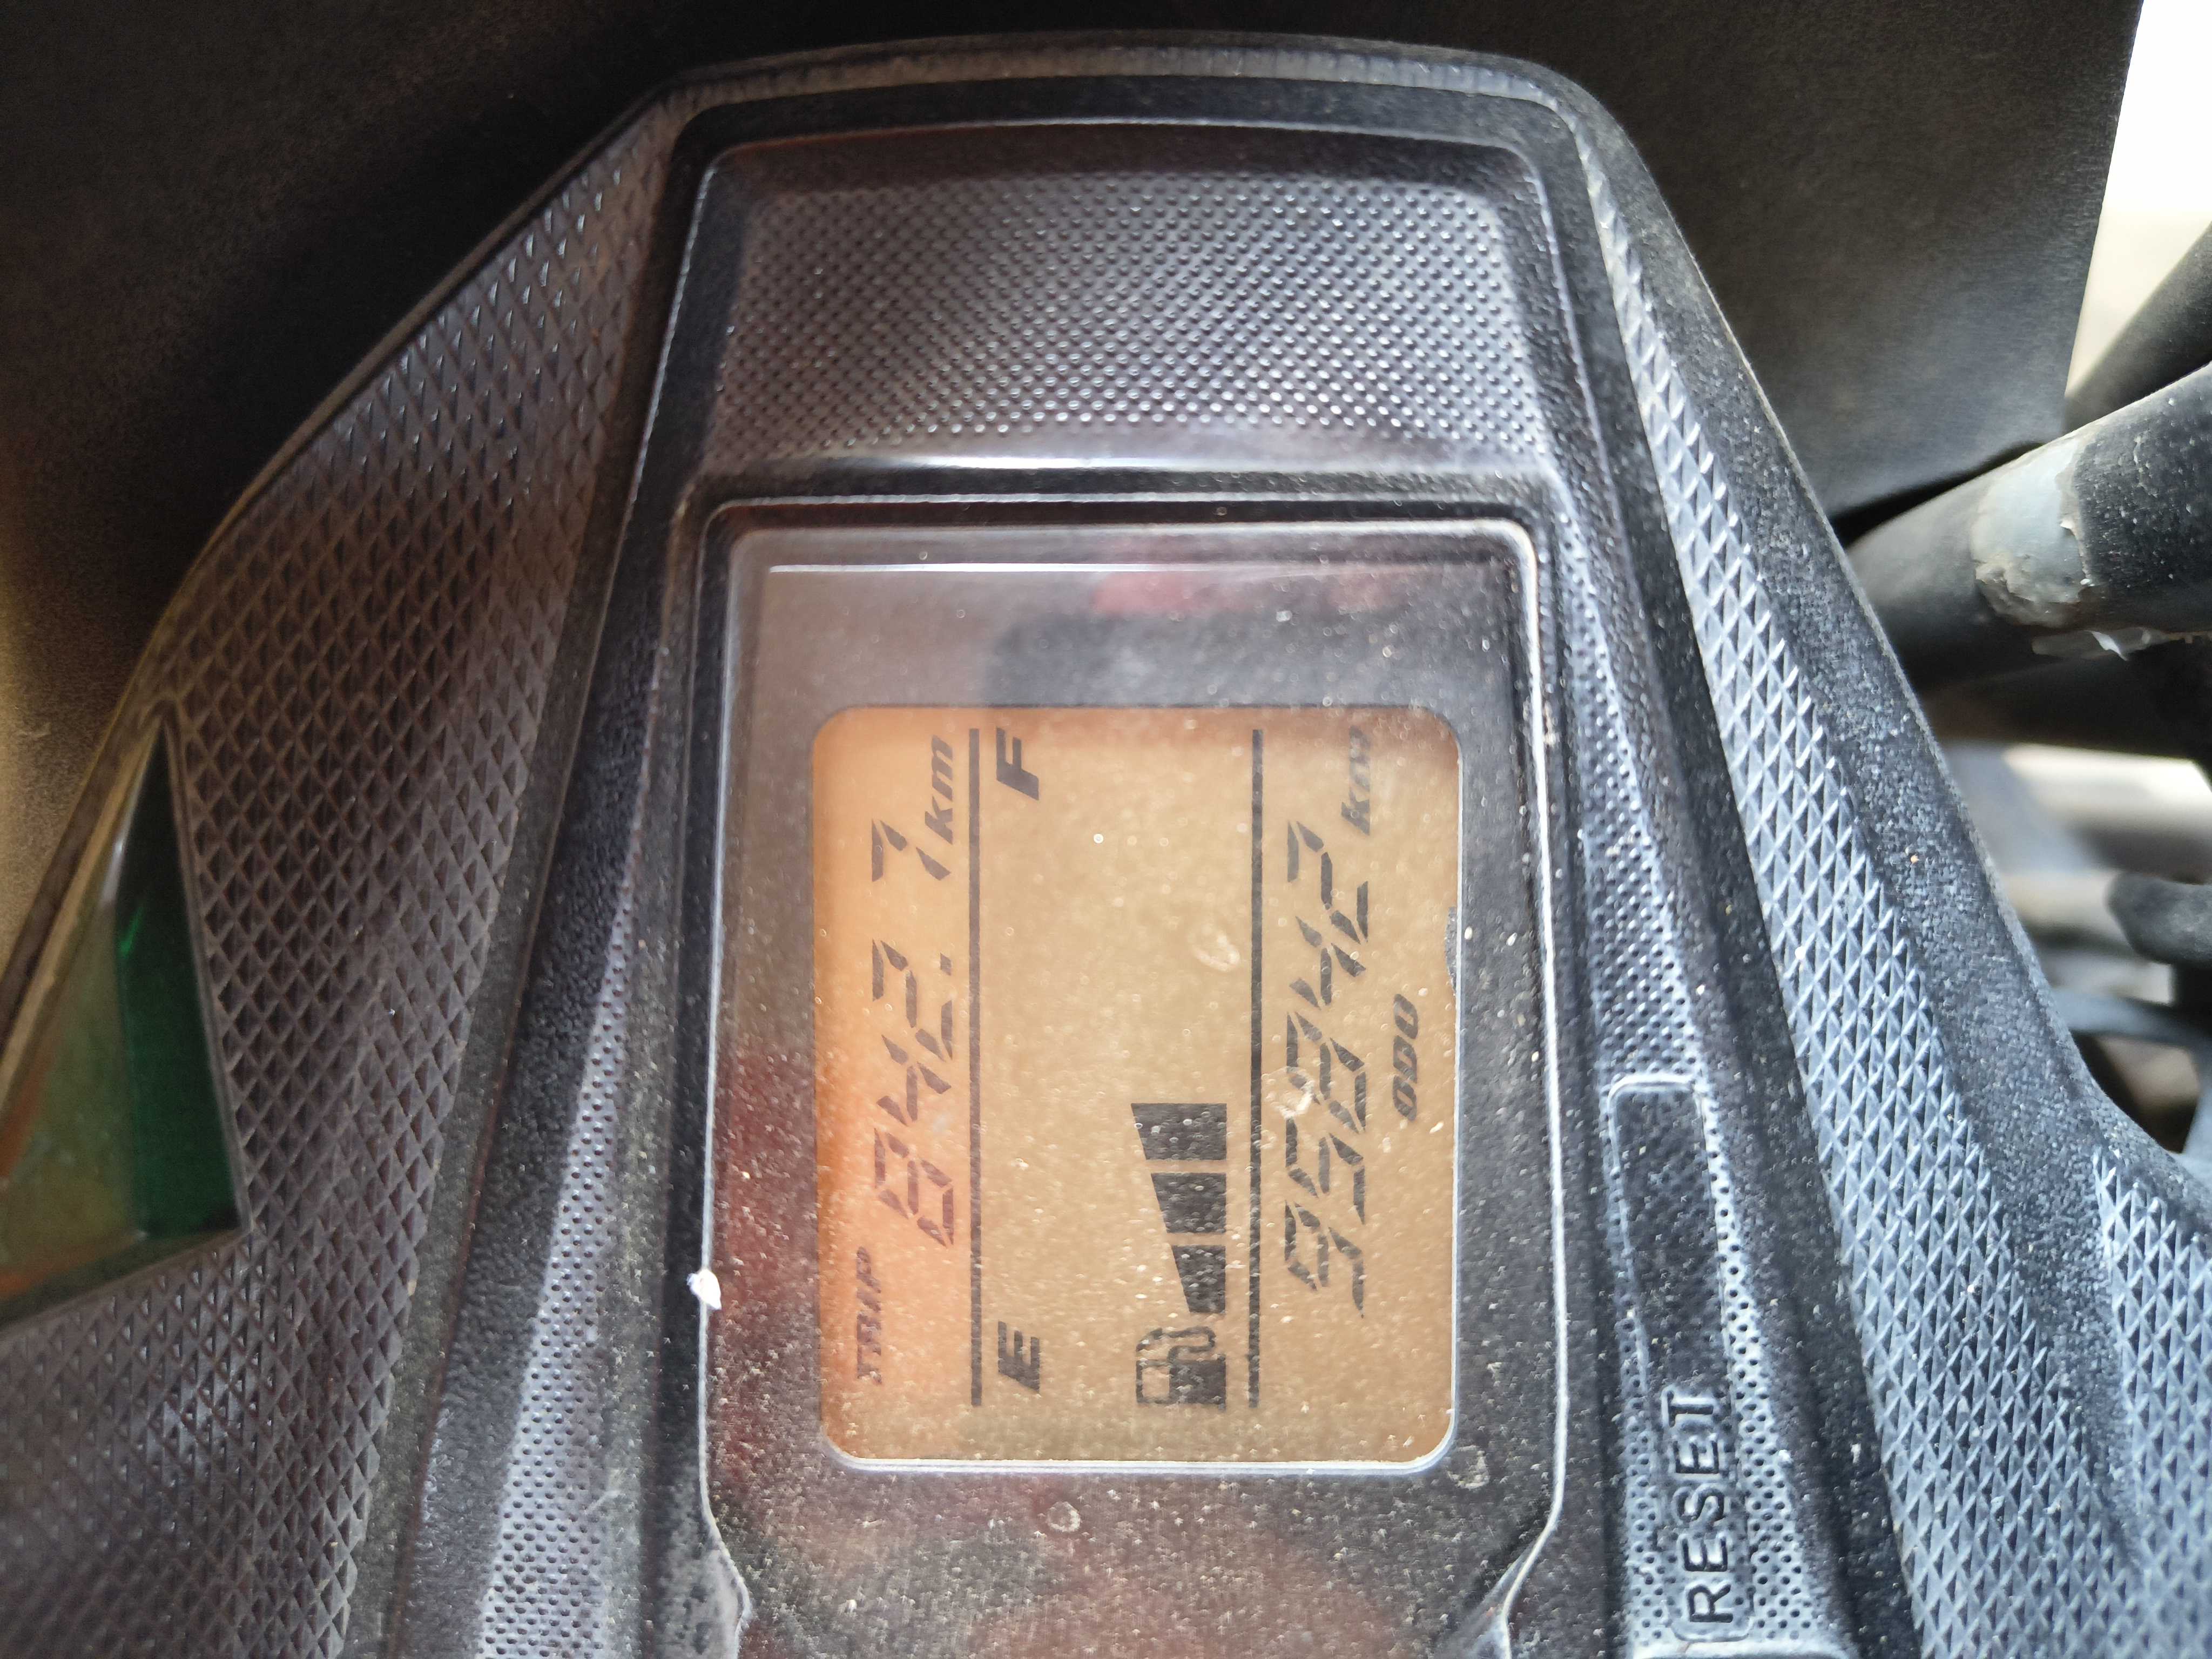 TRIP 842.7 km
E F
95842 km
ODO
RESET